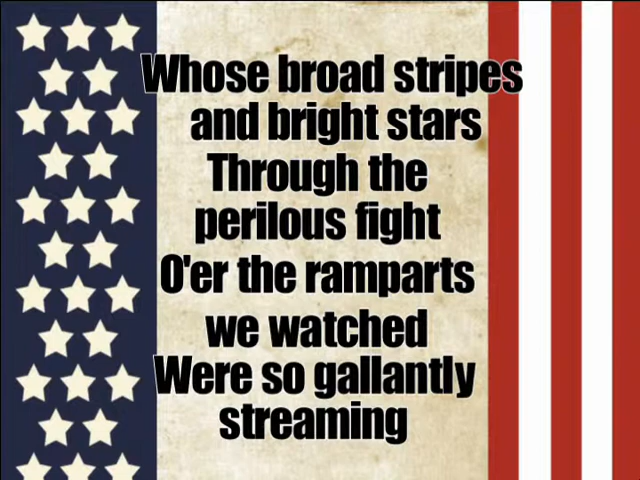 Whose broad stripes
and bright stars
Through the
perilous fight
O'er the ramparts
we watched
Were so gallantly
streaming